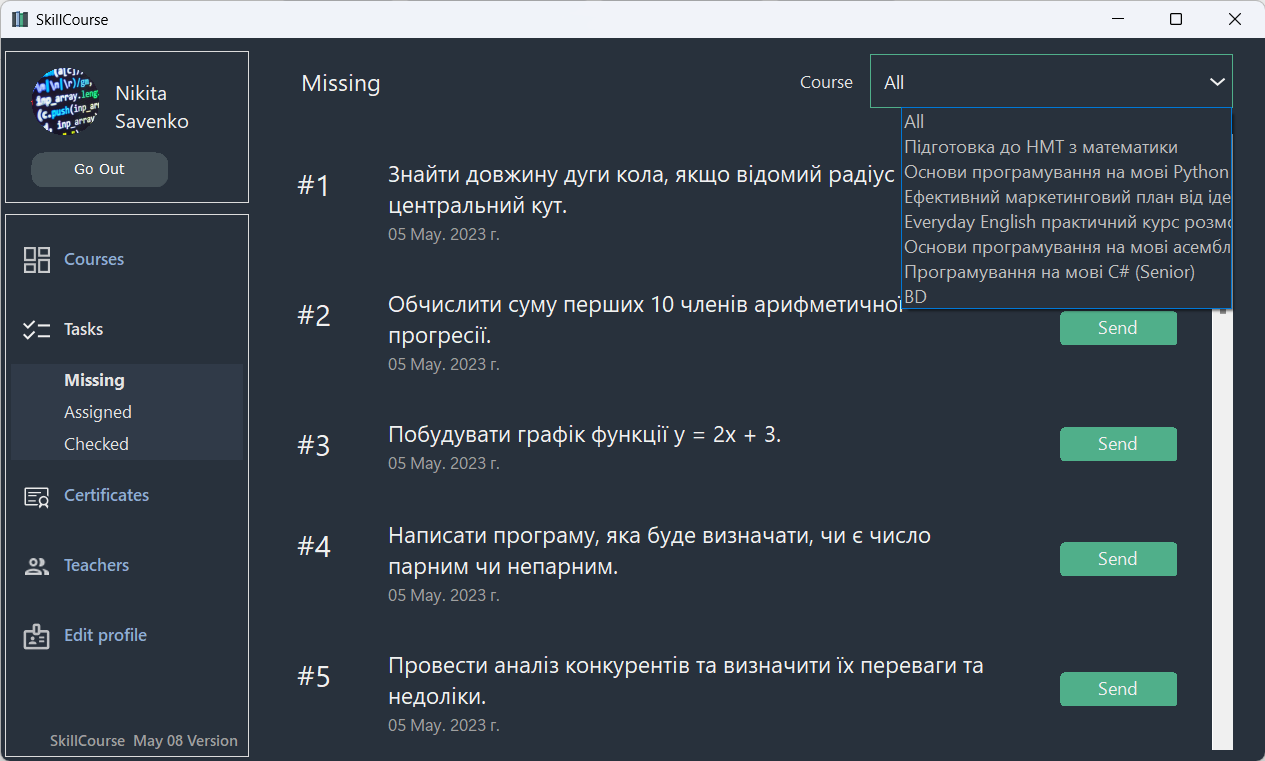 SkillCourse
Nikita
Savenko
Go Out
Courses
Tasks
Missing
Assigned
Checked
Certificates
Teachers
Edit profile
SkillCourse May 08 Version
Missing
Course
All
All
Підготовка до НМТ з математики
Основи програмування на мові Python
Ефективний маркетинговий план від іде
Everyday English практичний курс розмо
Основи програмування на мові асембл
Програмування на мові C# (Senior)
BD
#1
Знайти довжину дуги кола, якщо відомий радіус
центральний кут.
05 May. 2023 г.
#2
Обчислити суму перших 10 членів арифметичної
прогресії.
05 May. 2023 г.
Send
#3
Побудувати графік функції y = 2x + 3.
05 May. 2023 г.
Send
#4
Написати програму, яка буде визначати, чи є число
парним чи непарним.
05 May. 2023 г.
Send
#5
Провести аналіз конкурентів та визначити їх переваги та
недоліки.
05 May. 2023 г.
Send